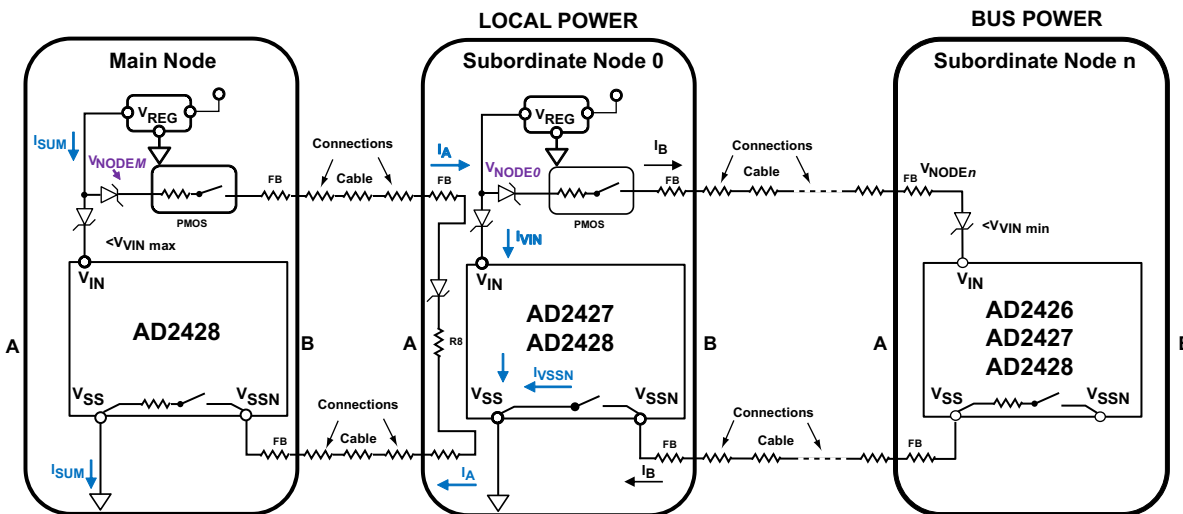 LOCAL POWER
BUS POWER
Main Node
Subordinate Node 0
Subordinate Node n
VREG
ISUM
VNODEM
PMOS
FB
Connections
Cable
FB
IA
VREG
VNODE0
PMOS
IB
FB
Connections
Cable
FB
VNODEn
<VVIN max
IVIN
<VVIN min
VIN
VIN
VIN
AD2428
AD2427
AD2428
AD2426
AD2427
AD2428
A
B
A
R8
B
A
VSS
VSSN
VSS
IVSSN
VSSN
VSS
VSSN
ISUM
FB
Connections
Cable
IA
IB
FB
Connections
Cable
FB